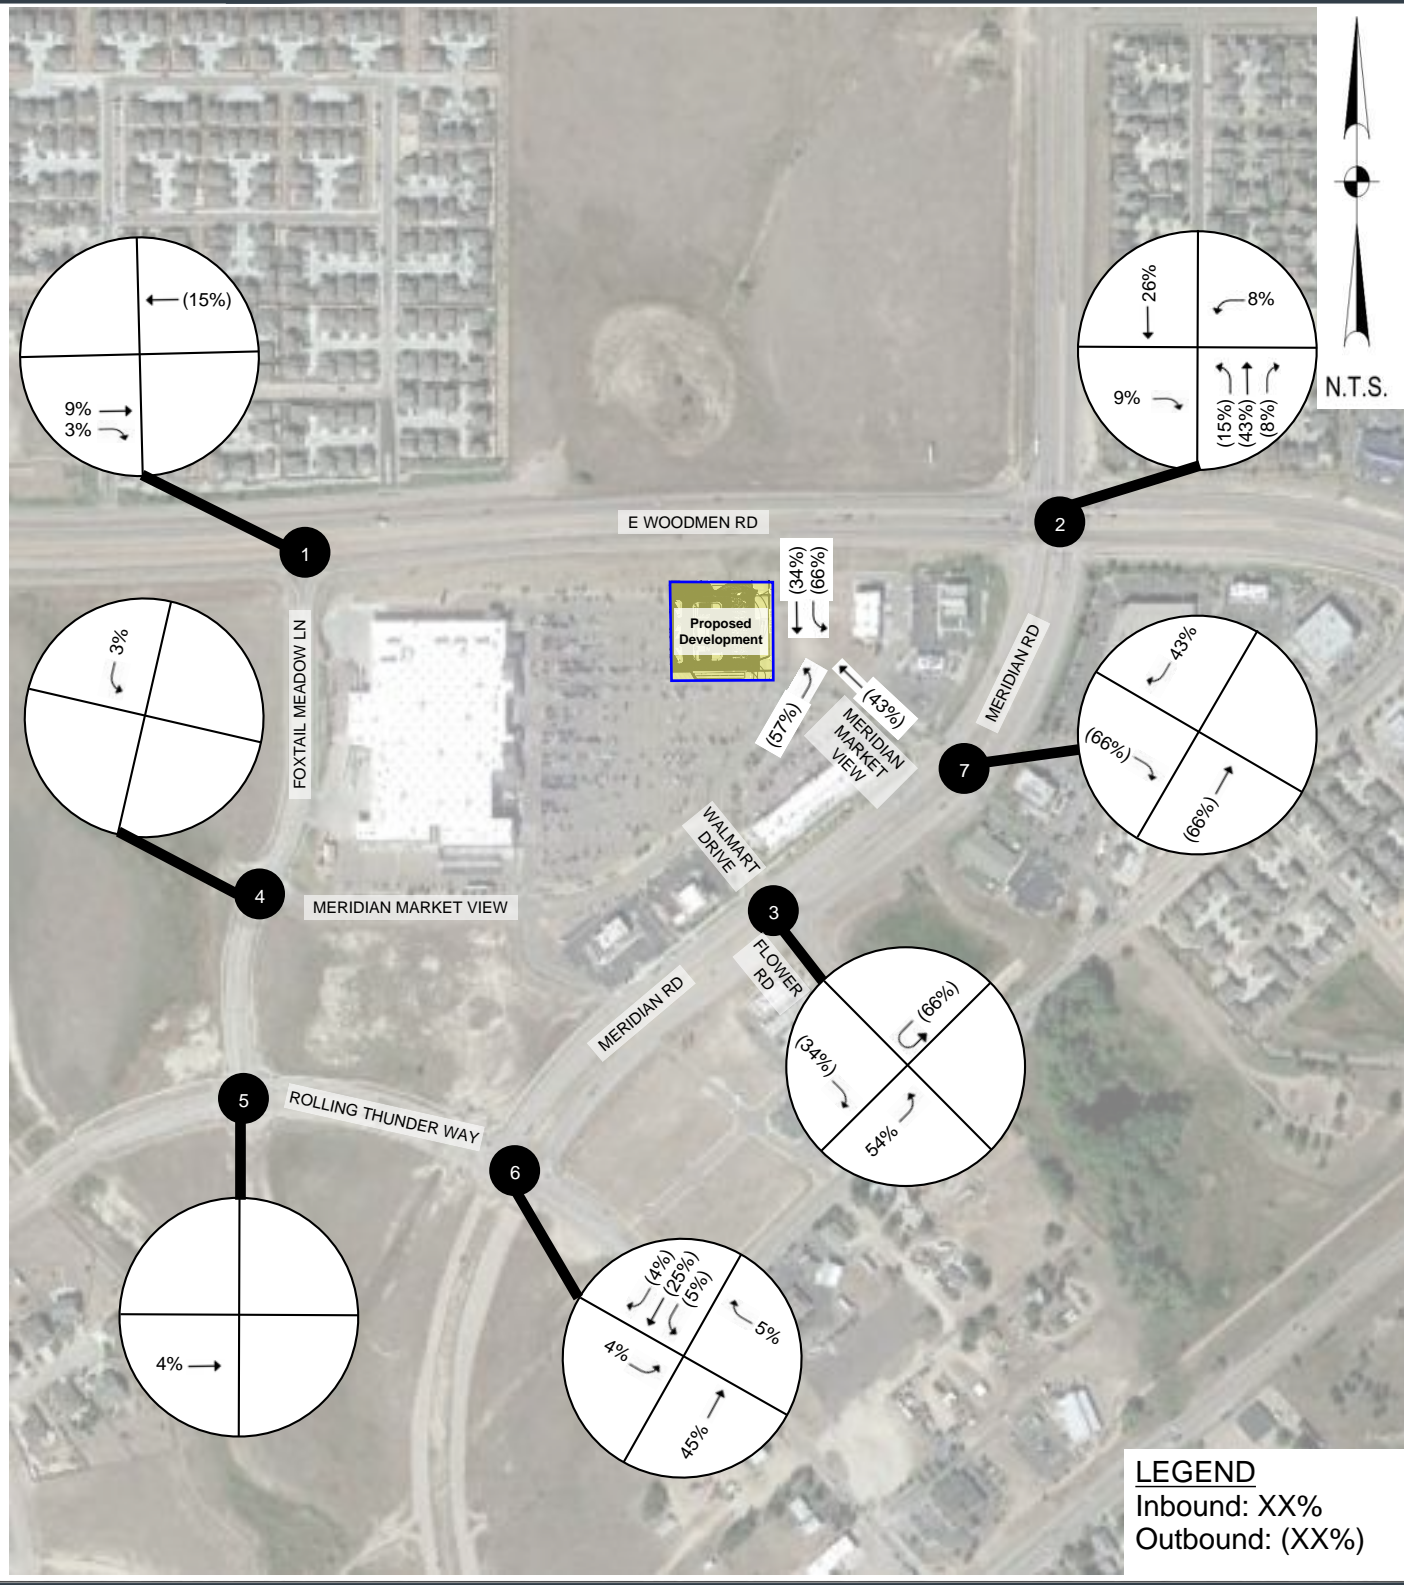 (15%)
9%
3%
26%
8%
9%
(15%)
(43%)
(8%)
N.T.S.
E WOODMEN RD
1
2
(34%)
(66%)
Proposed
Development
FOXTAIL MEADOW LN
3%
MERIDIAN RD
43%
(66%)
(66%)
(57%)
(43%)
MERIDIAN
MARKET
VIEW
7
WALMART
DRIVE
4
MERIDIAN MARKET VIEW
3
FLOWER
RD
MERIDIAN RD
(66%)
(34%)
54%
5
ROLLING THUNDER WAY
6
4%
(4%)
(25%)
(5%)
5%
4%
45%
LEGEND
Inbound: XX%
Outbound: (XX%)